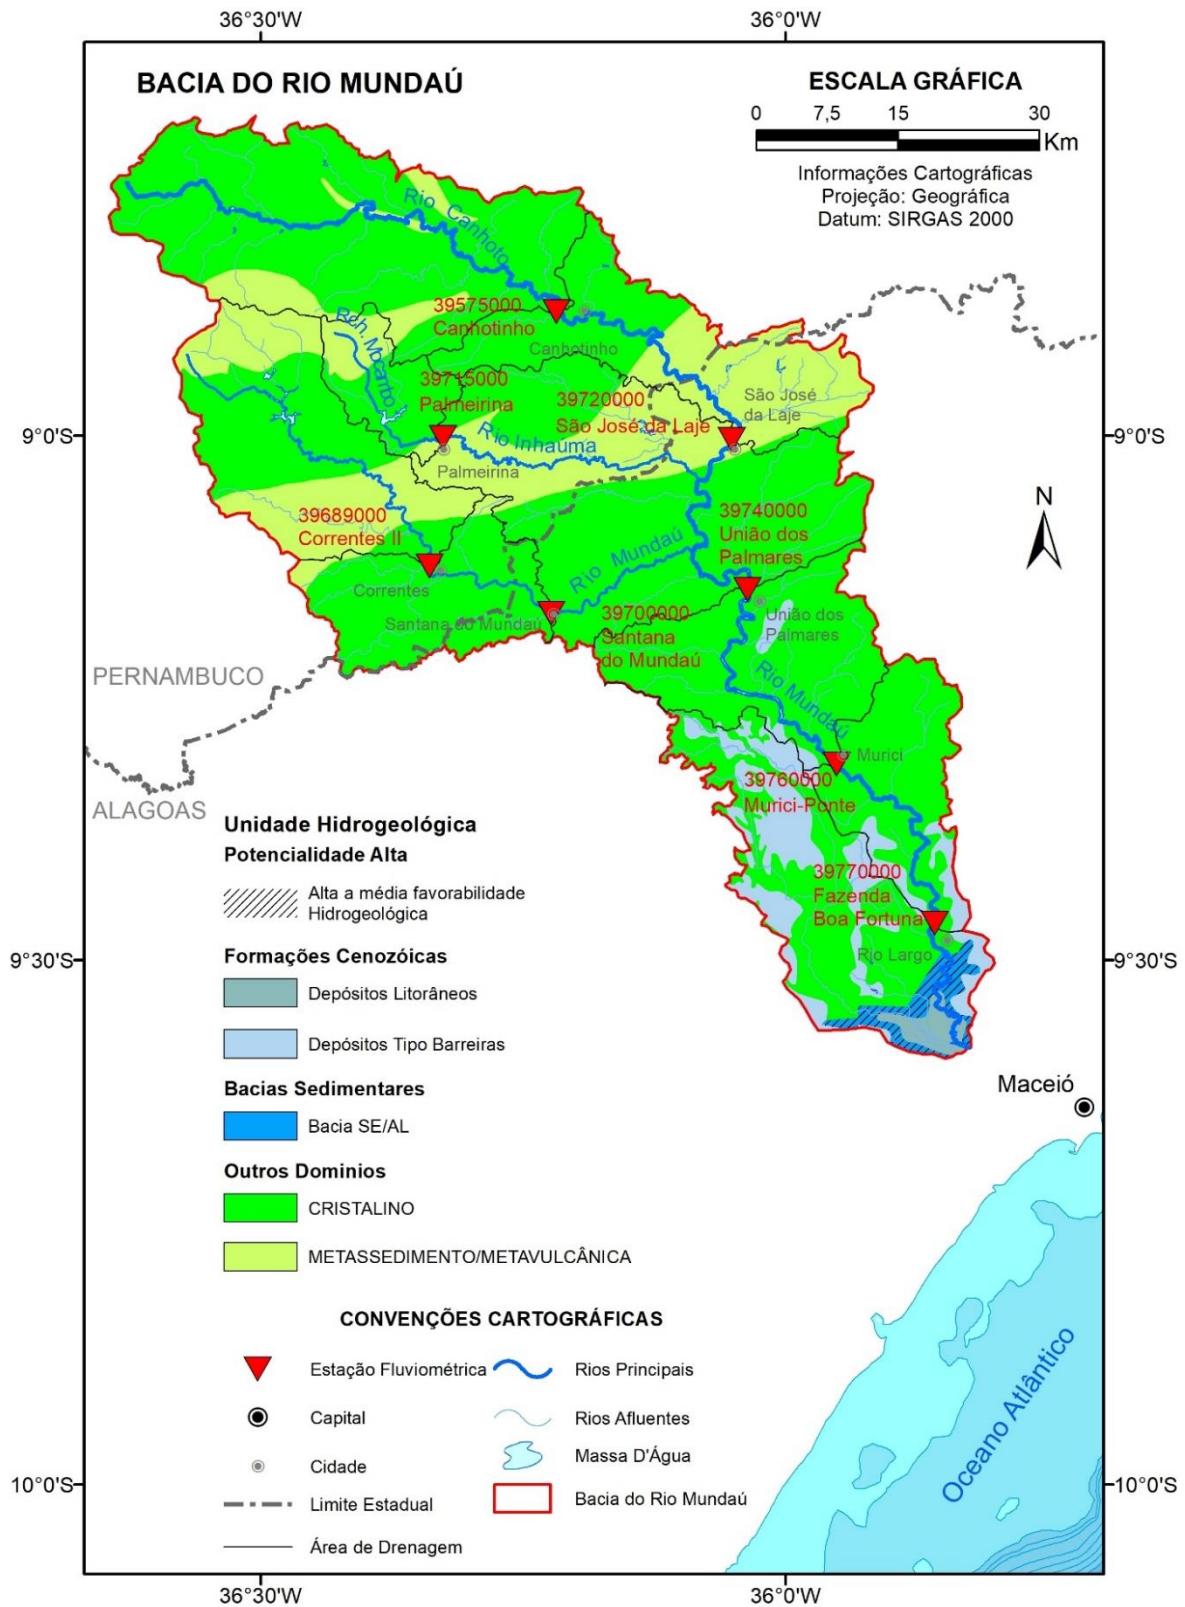 36°30'W
36°0'W
BACIA DO RIO MUNDAÚ
ESCALA GRÁFICA
0 7,5 15 30
Km
Informações Cartográficas
Projeção: Geográfica
Datum: SIRGAS 2000
Rio Canhoto
39575000
Canhotinho
Canhotinho
Rch. Mocambo
39715000
Palmeirina
39720000
São José da Laje
São José
da Laje
9°0'S
9°0'S
Rio Inhaumá
Palmeirina
N
39689000
Correntes II
39740000
União dos
Palmares
Rio Mundaú
Correntes
Santana do Mundaú
39700000
Santana
do Mundaú
União dos
Palmares
PERNAMBUCO
ALAGOAS
Rio Mundaú
Murici
39760000
Murici-Ponte
39770000
Fazenda
Boa Fortuna
Rio Largo
9°30'S
9°30'S
Maceió
Unidade Hidrogeológica
Potencialidade Alta
Alta a média favorabilidade
Hidrogeológica
Formações Cenozóicas
Depósitos Litorâneos
Depósitos Tipo Barreiras
Bacias Sedimentares
Bacia SE/AL
Outros Dominios
CRISTALINO
METASSEDIMENTO/METAVULCÂNICA
CONVENÇÕES CARTOGRÁFICAS
Estação Fluviométrica
Rios Principais
Capital
Rios Afluentes
Cidade
Massa D'Água
Limite Estadual
Bacia do Rio Mundaú
Área de Drenagem
Oceano Atlântico
10°0'S
10°0'S
36°30'W
36°0'W